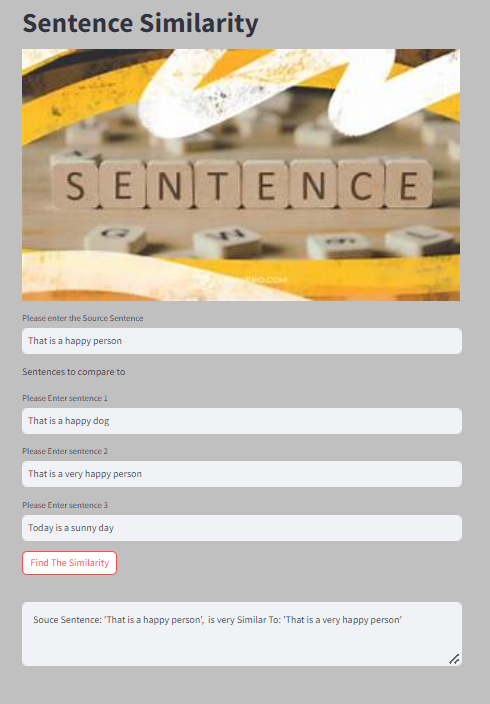 Sentence Similarity
SENTENCE
G W L
Please enter the Source Sentence
That is a happy person
Sentences to compare to
Please Enter sentence 1
That is a happy dog
Please Enter sentence 2
That is a very happy person
Please Enter sentence 3
Today is a sunny day
Find The Similarity
Souce Sentence: 'That is a happy person', is very Similar To: 'That is a very happy person'